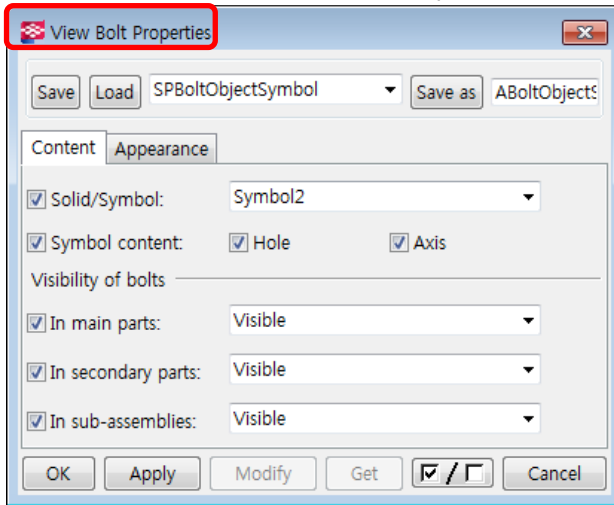 View Bolt Properties
Save Load SPBoltObjectSymbol Save as ABoltObjectS
Content Appearance
Solid/Symbol: Symbol2
Symbol content: Hole Axis
Visibility of bolts
In main parts: Visible
In secondary parts: Visible
In sub-assemblies: Visible
OK Apply Modify Get / Cancel